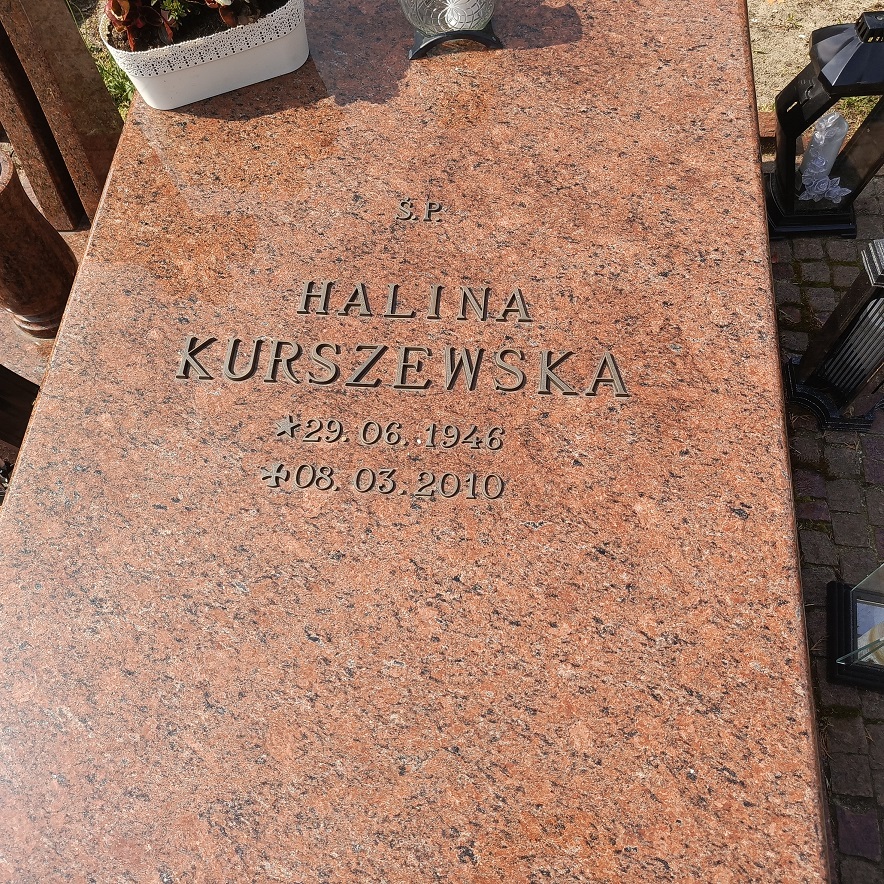 Ś.P.
HALINA
KURSZEWSKA
★29.06.1946
✢08.03.2010